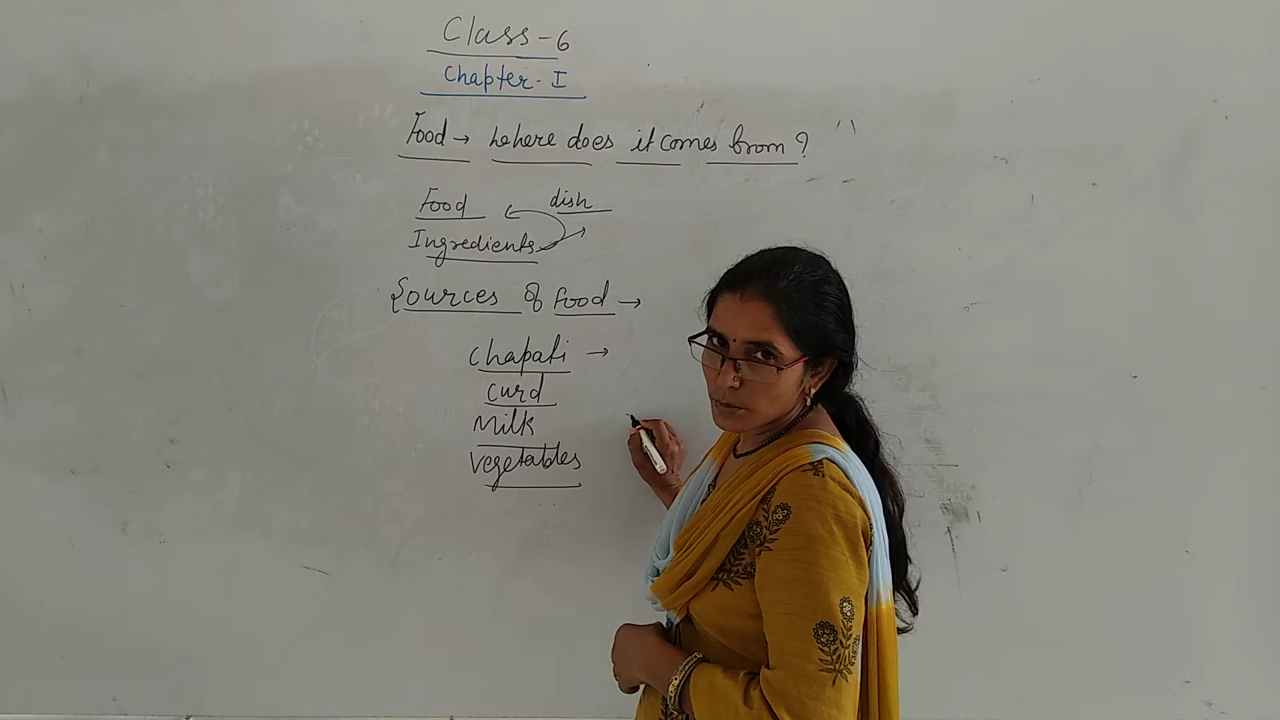 Class-6
Chapter-I
Food → where does it comes from? "
Food dish
Ingredients
Sources of food →
chapati →
curd
Milk
vegetables